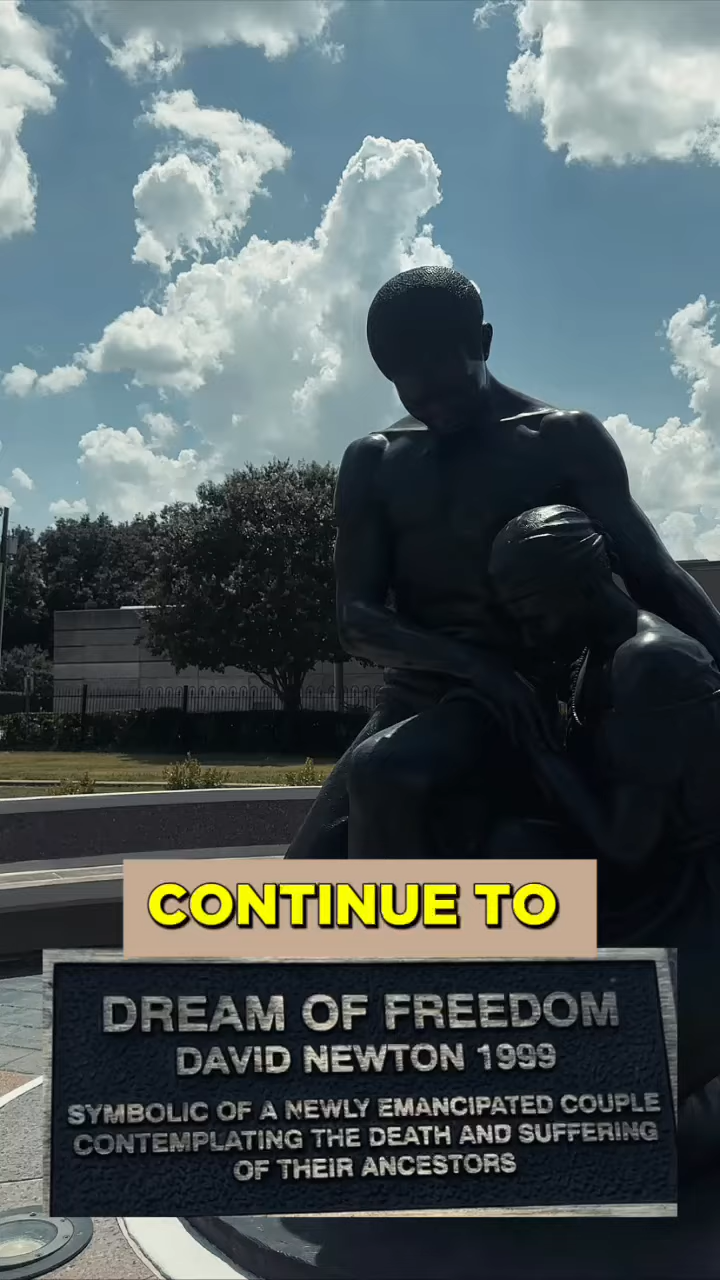 CONTINUE TO
DREAM OF FREEDOM
DAVID NEWTON 1999
SYMBOLIC OF A NEWLY EMANCIPATED COUPLE
CONTEMPLATING THE DEATH AND SUFFERING
OF THEIR ANCESTORS